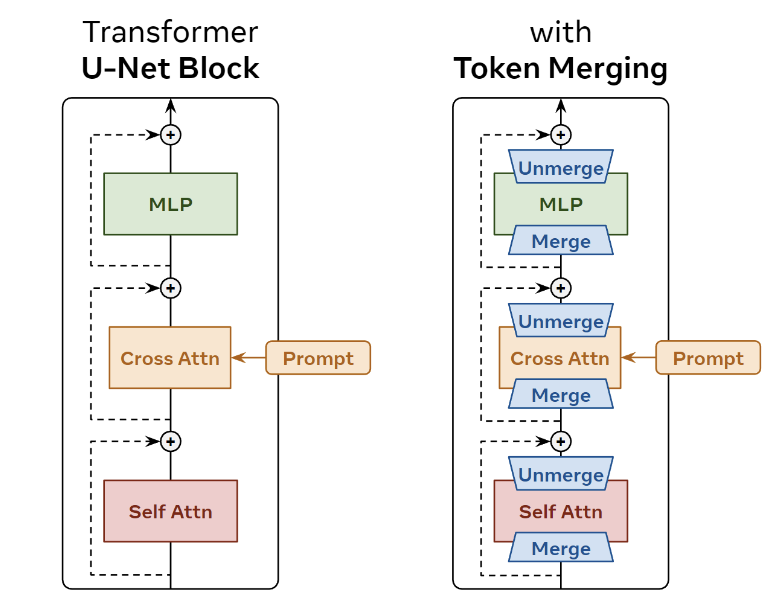 Transformer
U-Net Block
+
MLP
+
Cross Attn
Prompt
+
Self Attn
with
Token Merging
+
Unmerge
MLP
Merge
+
Unmerge
Cross Attn
Prompt
Merge
+
Unmerge
Self Attn
Merge